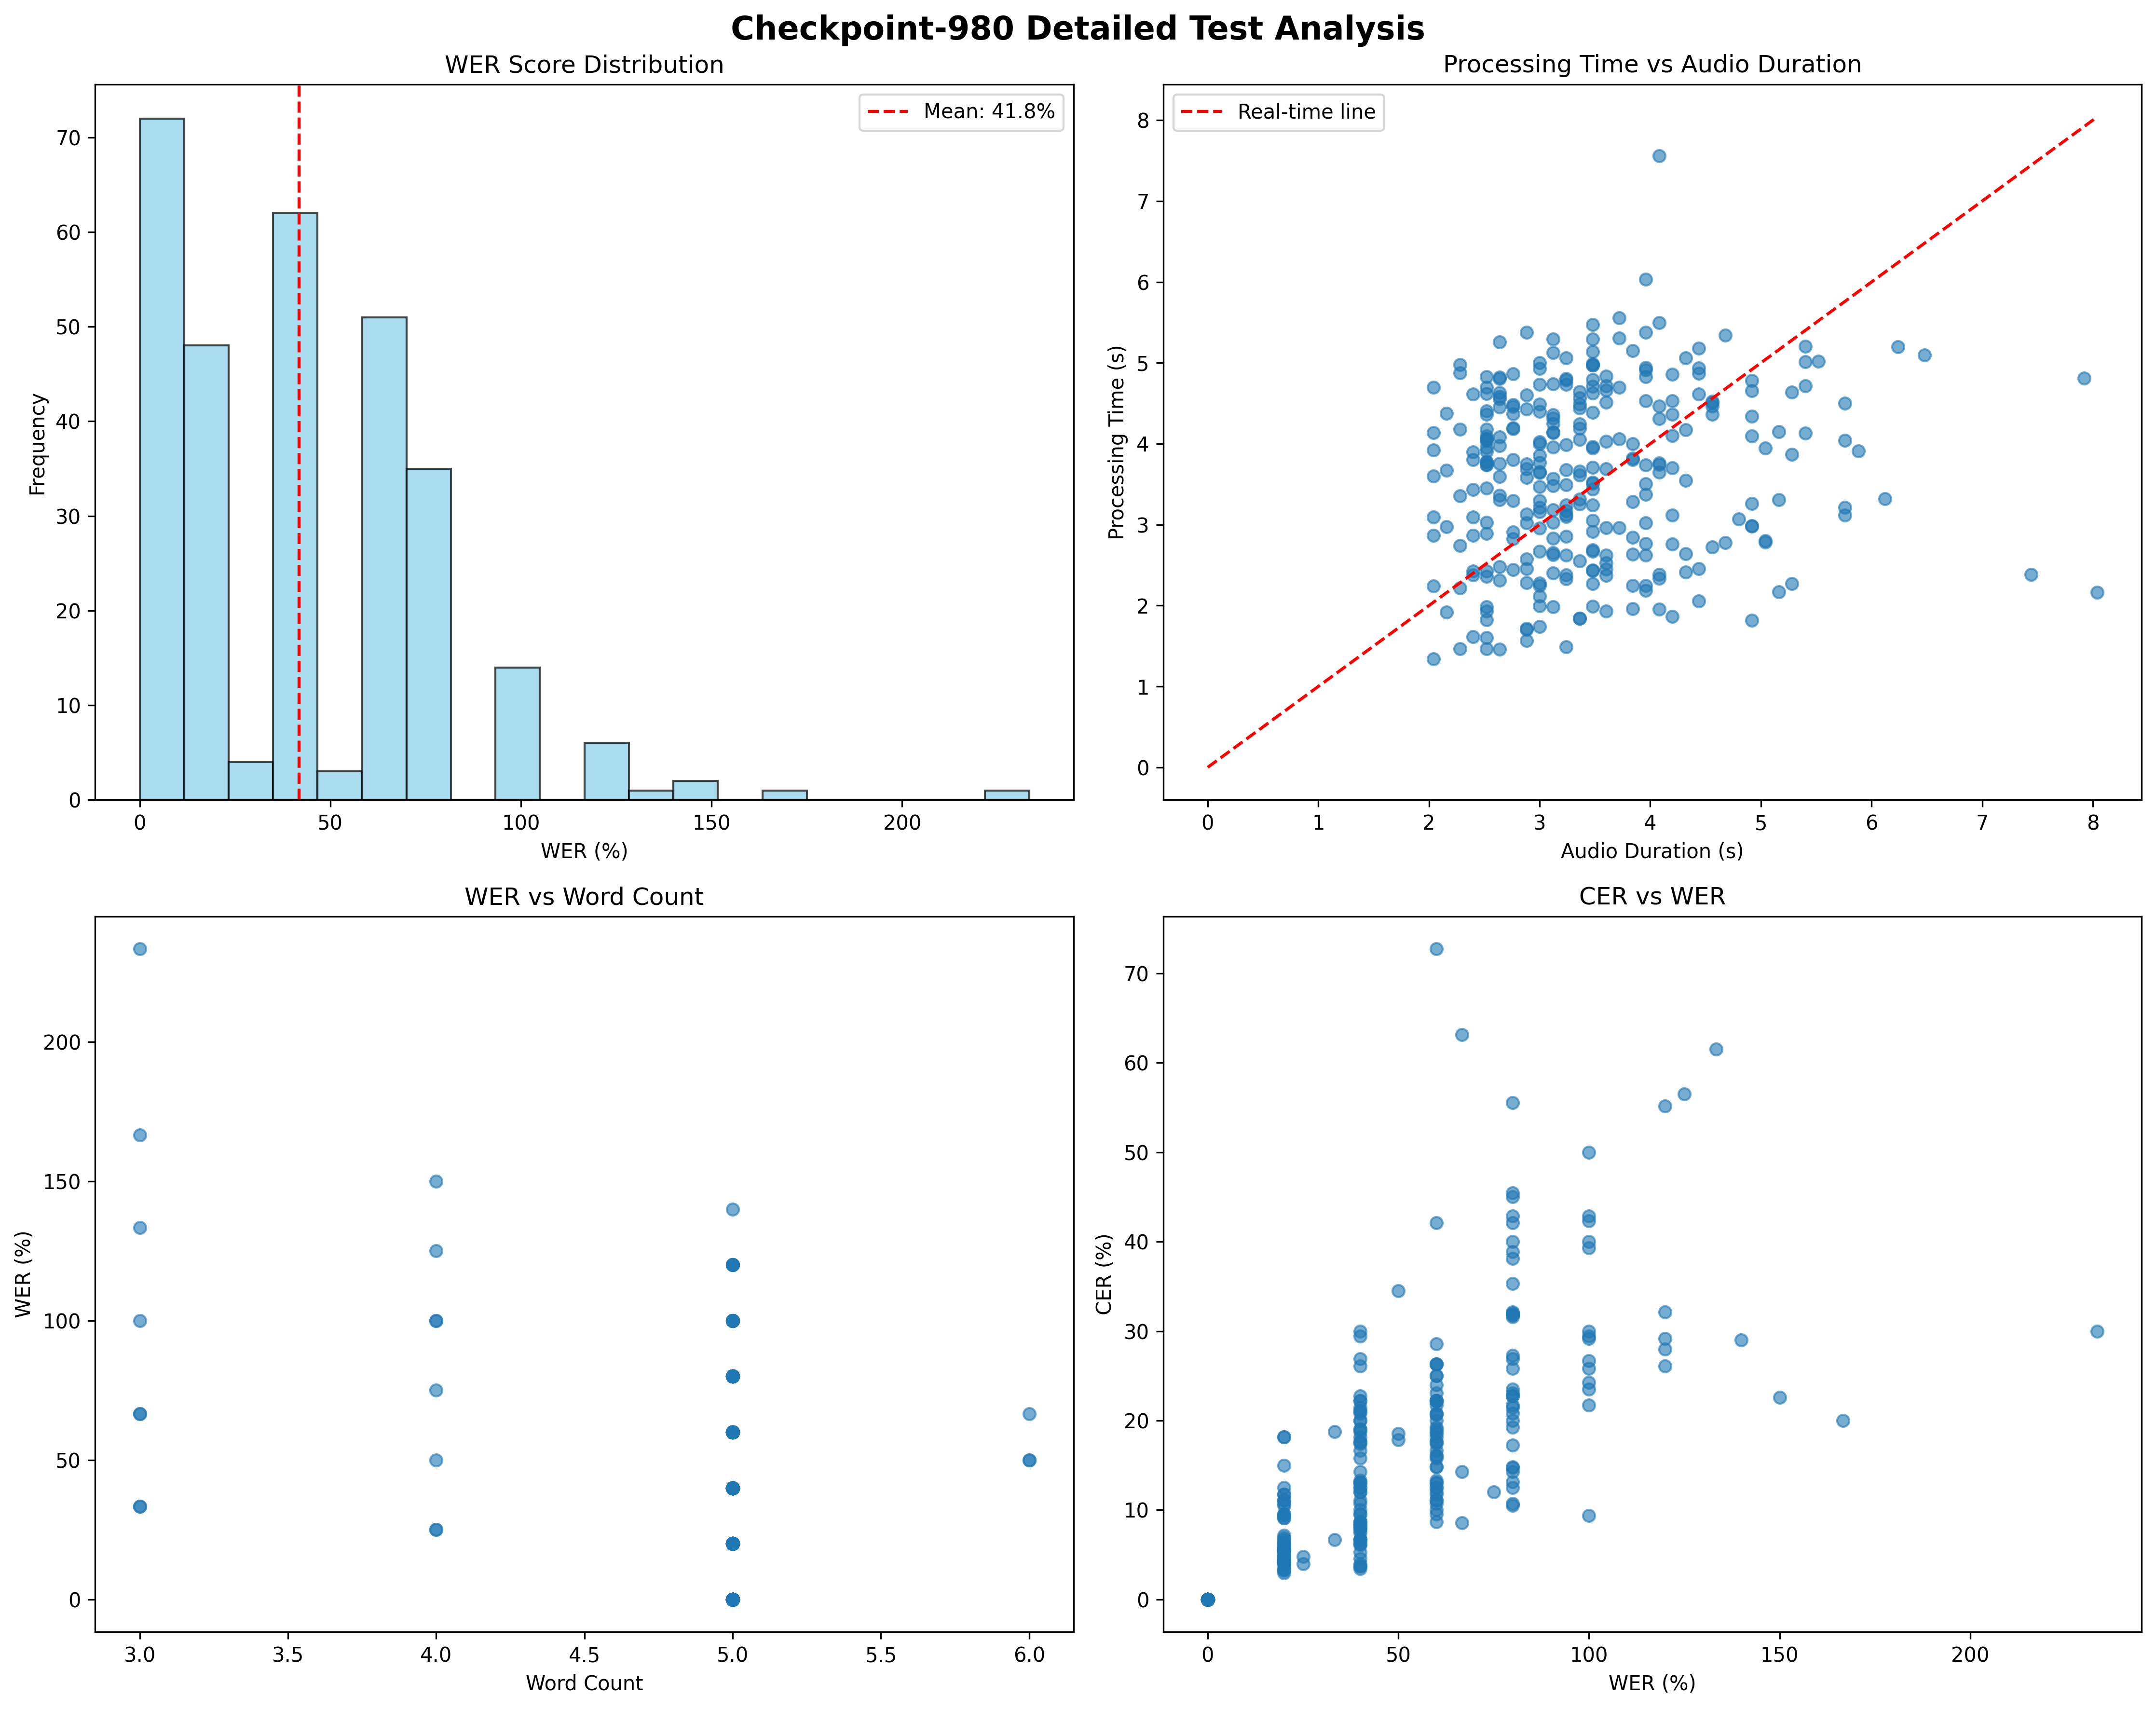 Checkpoint-980 Detailed Test Analysis
WER Score Distribution
Mean: 41.8%
Frequency
70
60
50
40
30
20
10
0
0 50 100 150 200
WER (%)
Processing Time vs Audio Duration
Real-time line
Processing Time (s)
8
7
6
5
4
3
2
1
0
0 1 2 3 4 5 6 7 8
Audio Duration (s)
WER vs Word Count
WER (%)
200
150
100
50
0
3.0 3.5 4.0 4.5 5.0 5.5 6.0
Word Count
CER vs WER
CER (%)
70
60
50
40
30
20
10
0
0 50 100 150 200
WER (%)